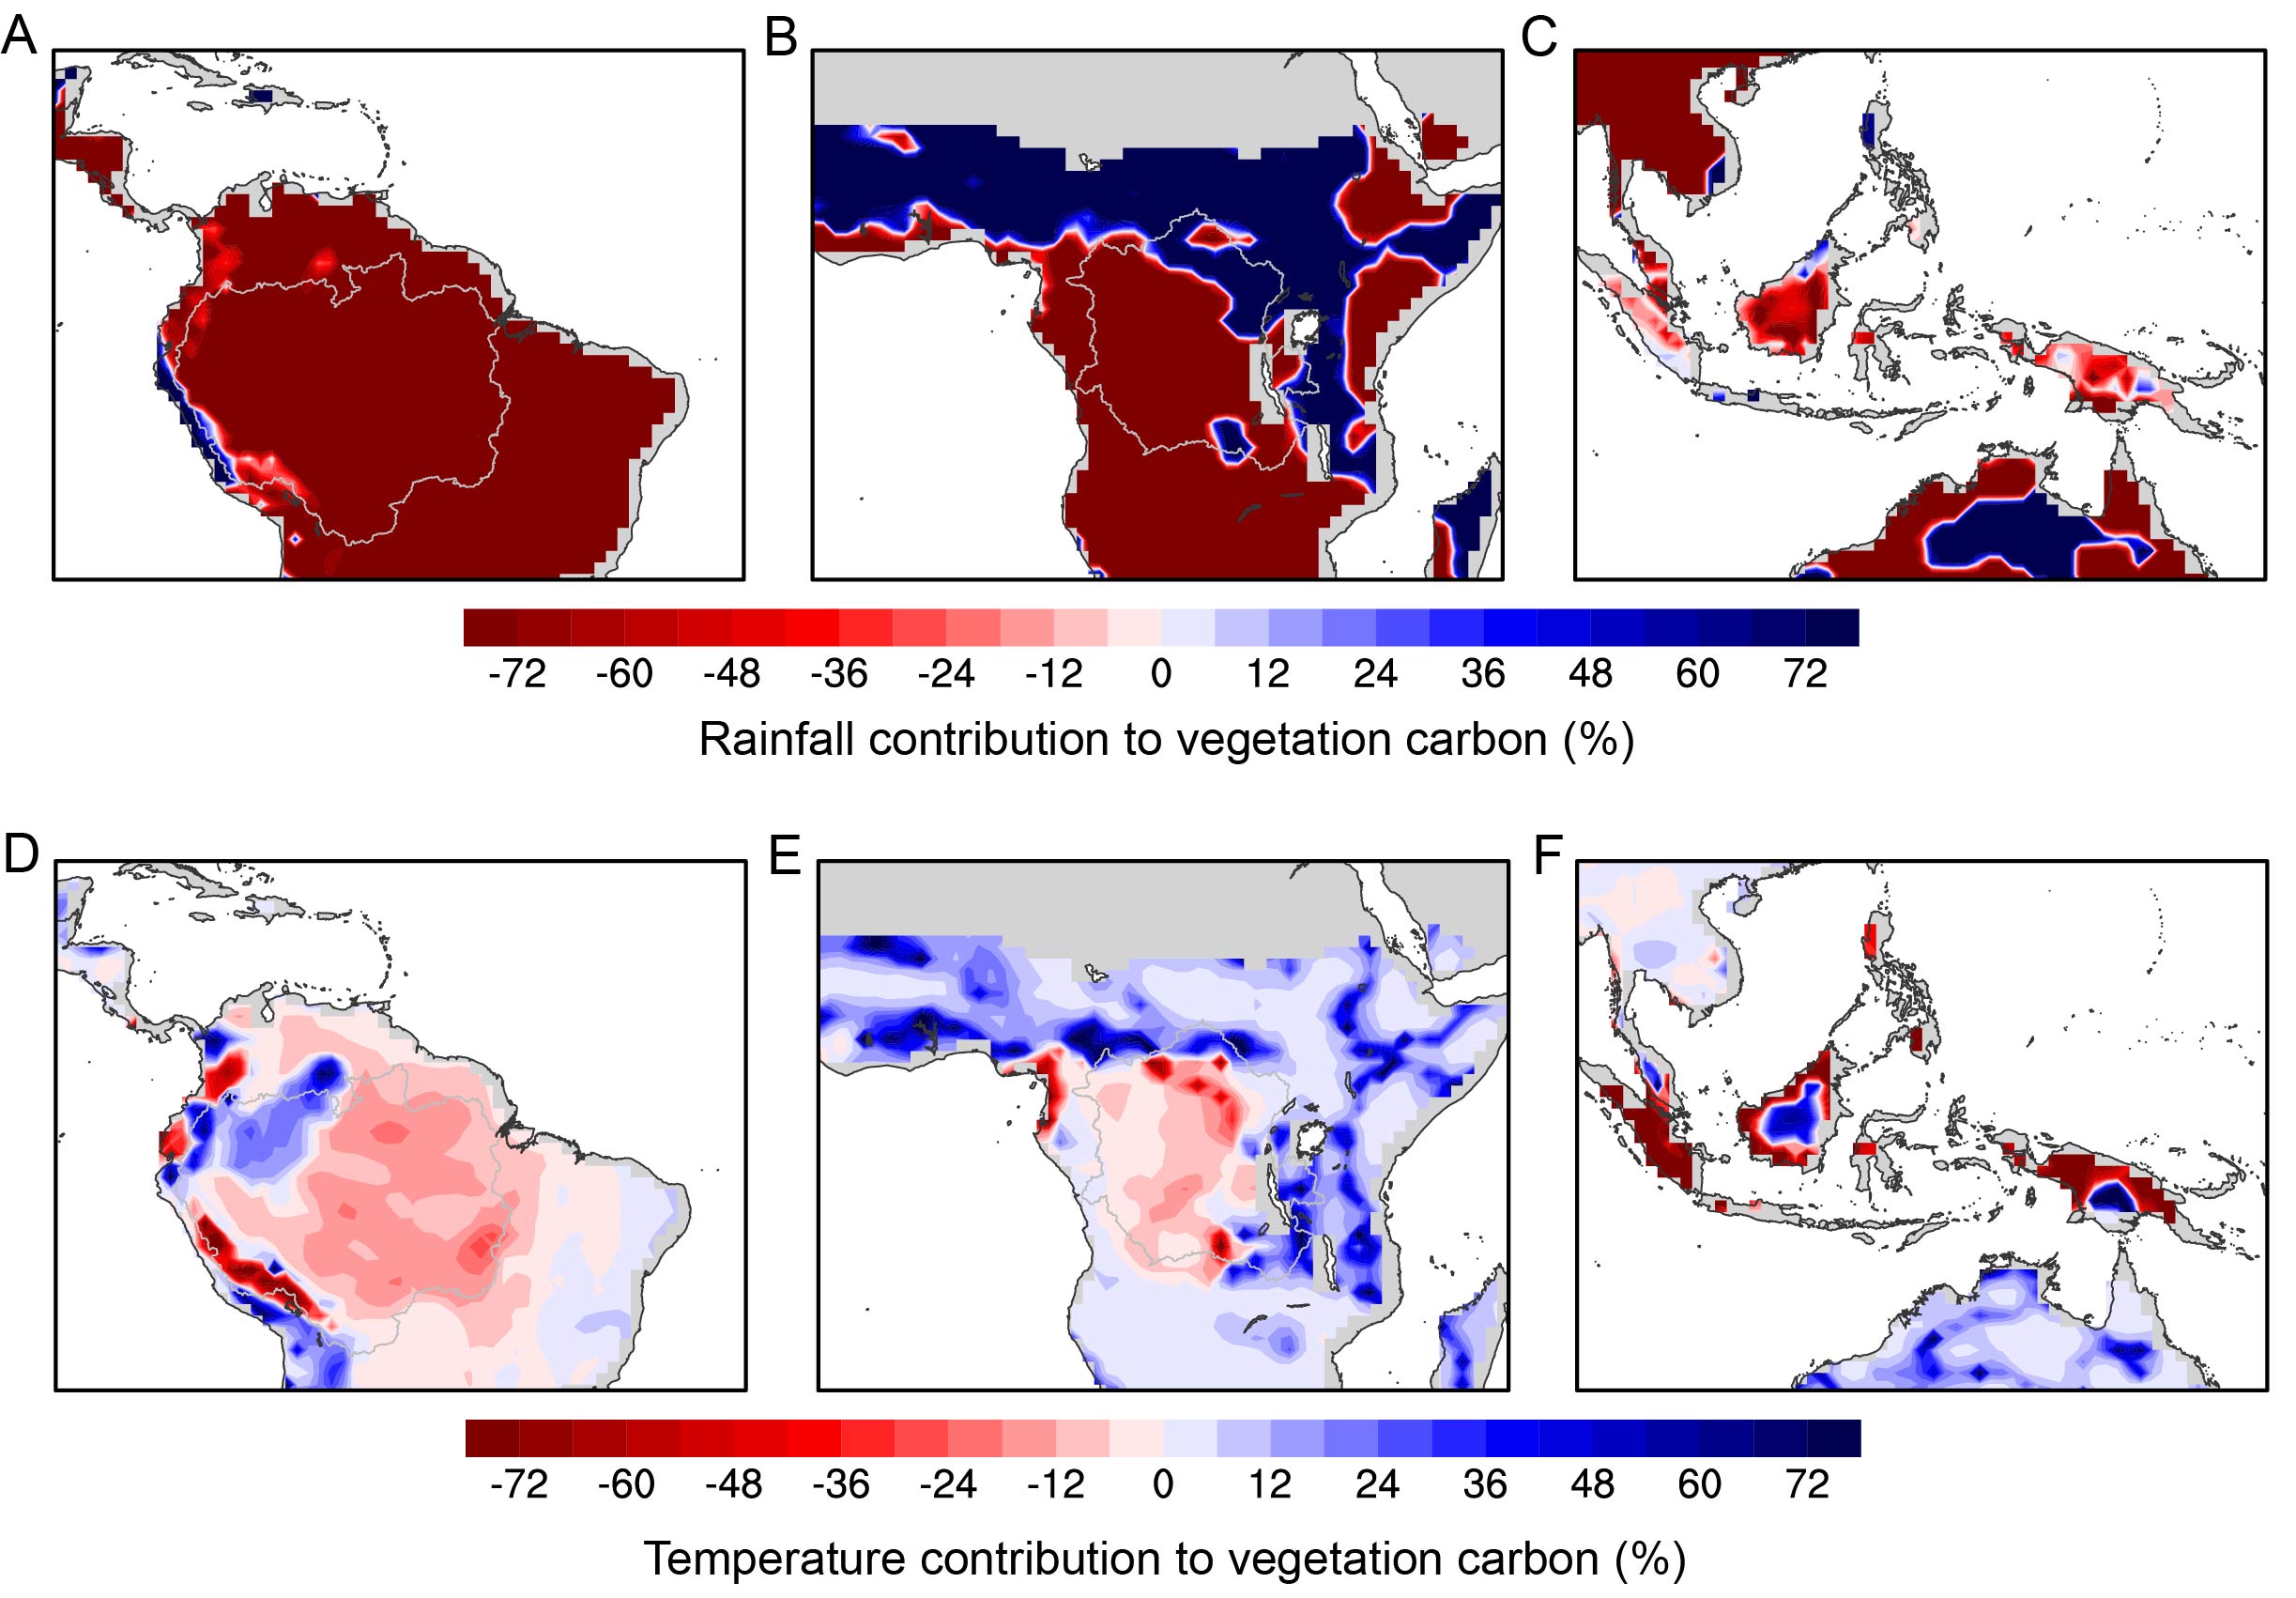 A B C
-72 -60 -48 -36 -24 -12 0 12 24 36 48 60 72
Rainfall contribution to vegetation carbon (%)
D E F
-72 -60 -48 -36 -24 -12 0 12 24 36 48 60 72
Temperature contribution to vegetation carbon (%)